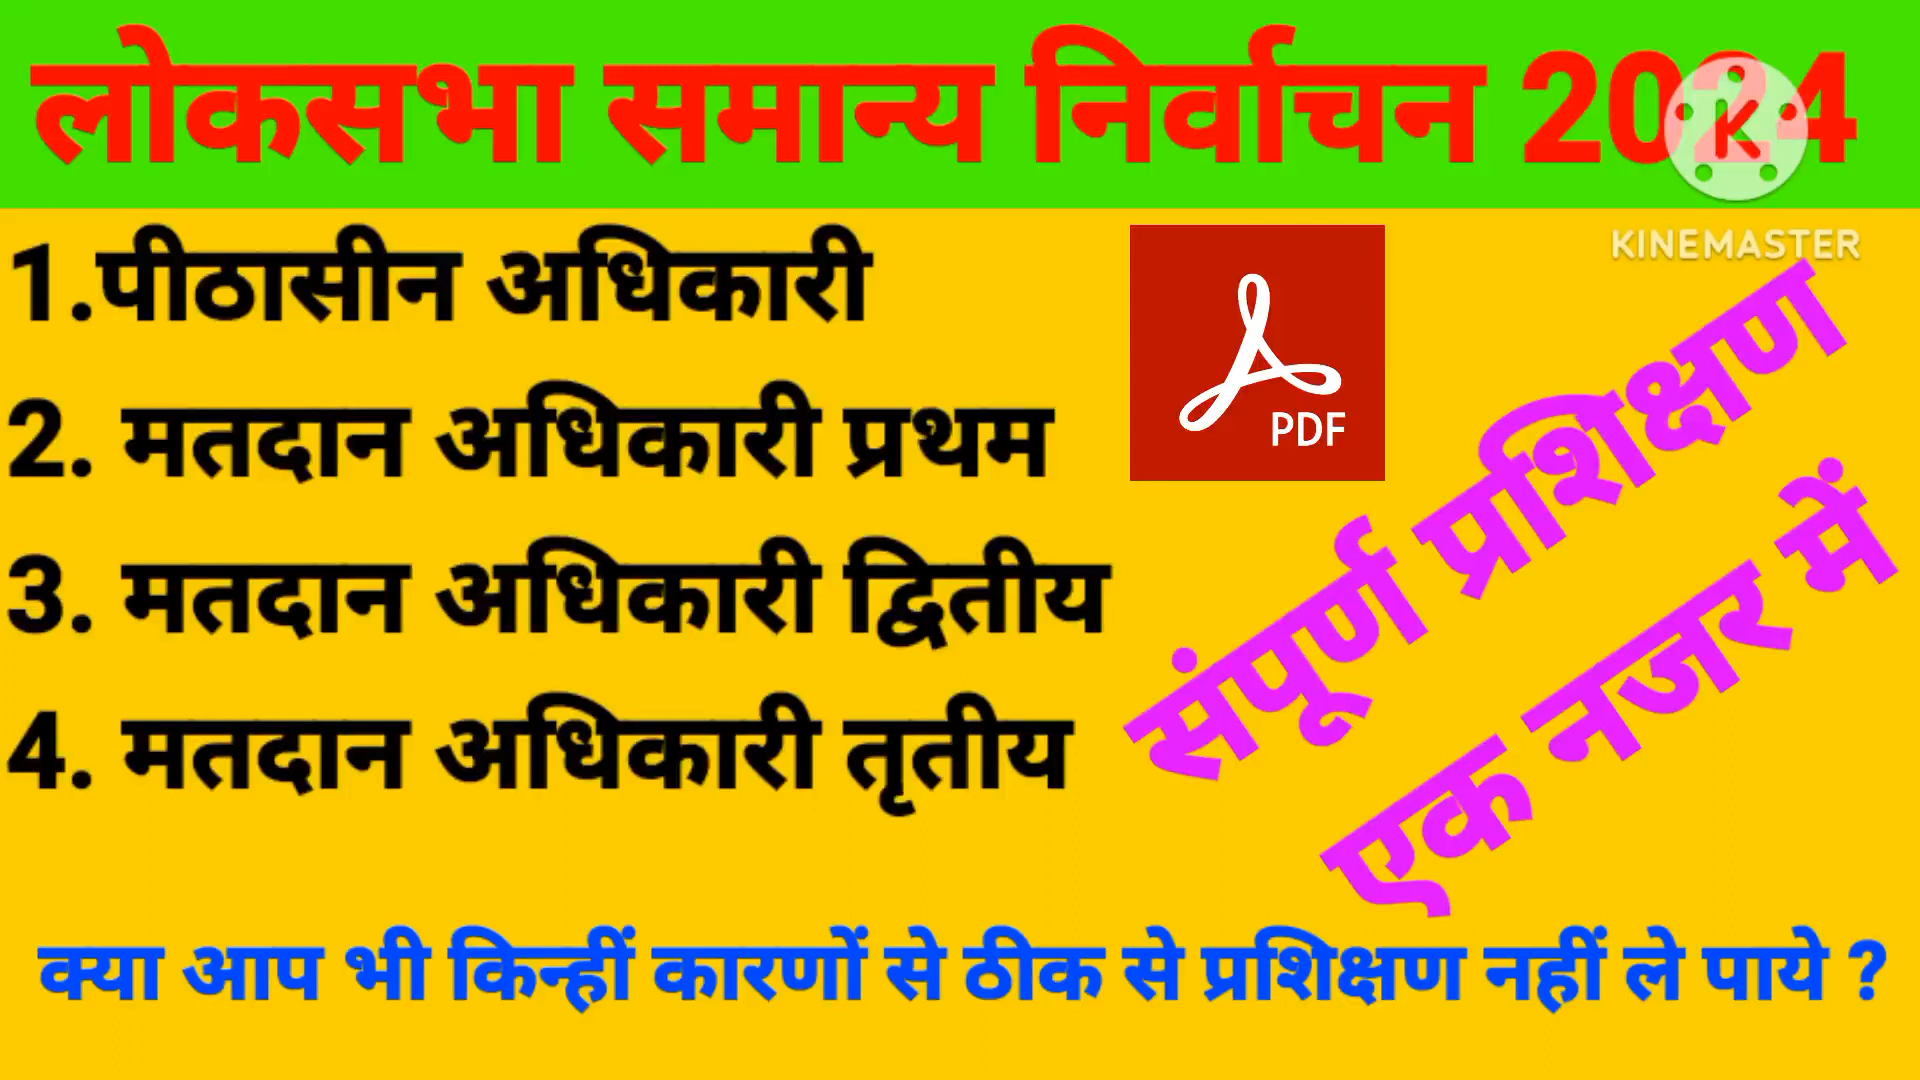 लोकसभा समान्य निर्वाचन 2024
KINEMASTER
1.पीठासीन अधिकारी
2. मतदान अधिकारी प्रथम
3. मतदान अधिकारी द्वितीय
4. मतदान अधिकारी तृतीय
PDF
संपूर्ण प्रशिक्षण
एक नजर में
क्या आप भी किन्हीं कारणों से ठीक से प्रशिक्षण नहीं ले पाये ?